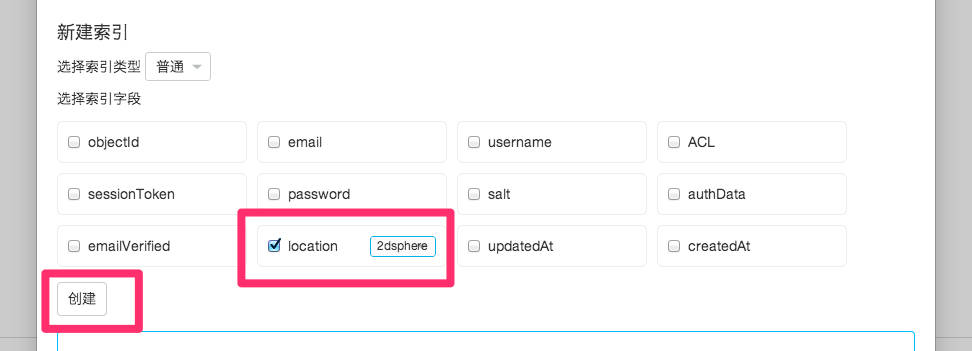 新建索引
选择索引类型 普通
选择索引字段
objectId email username ACL
sessionToken password salt authData
emailVerified location 2dsphere updatedAt createdAt
创建